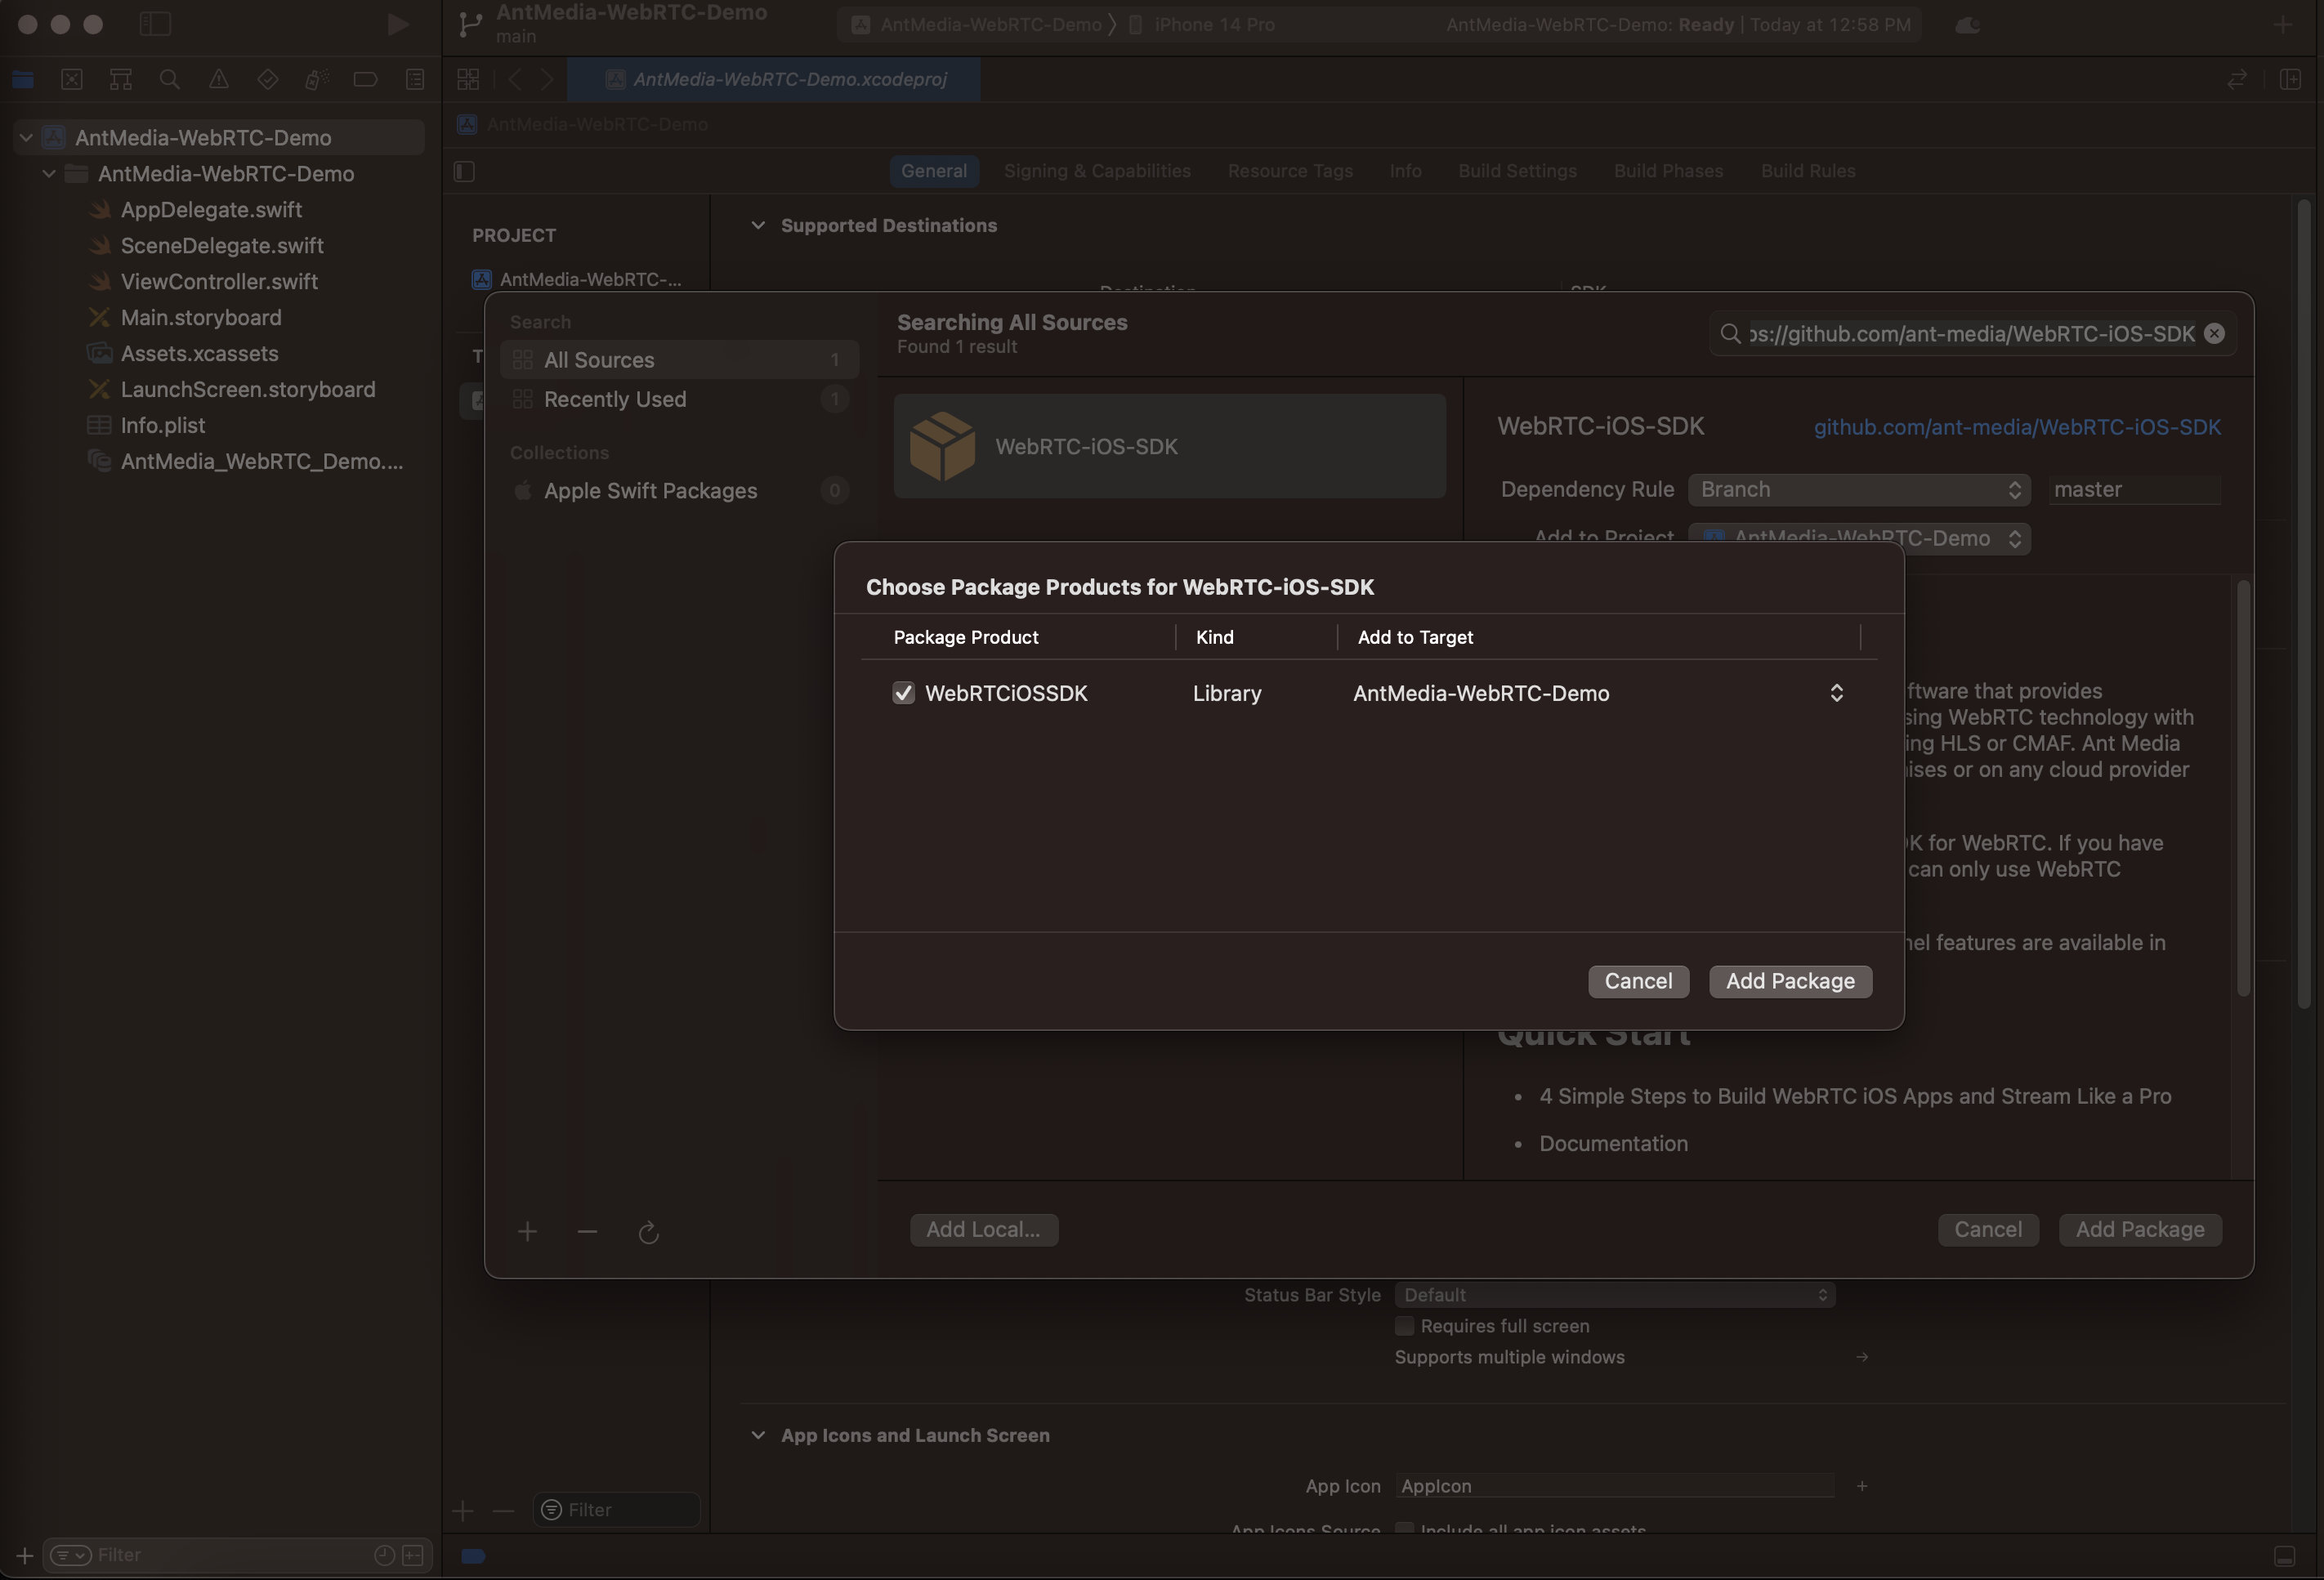 AntMedia-WebRTC-Demo
main
AntMedia-WebRTC-Demo
iPhone 14 Pro
AntMedia-WebRTC-Demo: Ready | Today at 12:58 PM
AntMedia-WebRTC-Demo.xcodeproj
AntMedia-WebRTC-Demo
AntMedia-WebRTC-Demo
AntMedia-WebRTC-Demo
AppDelegate.swift
SceneDelegate.swift
ViewController.swift
Main.storyboard
Assets.xcassets
LaunchScreen.storyboard
Info.plist
AntMedia_WebRTC_Demo....
General
Signing & Capabilities
Resource Tags
Info
Build Settings
Build Phases
Build Rules
PROJECT
AntMedia-WebRTC-...
T
Supported Destinations
Destination
SDK
Search
All Sources 1
Recently Used 1
Collections
Apple Swift Packages 0
Searching All Sources
Found 1 result
ps://github.com/ant-media/WebRTC-iOS-SDK
WebRTC-iOS-SDK
WebRTC-iOS-SDK
github.com/ant-media/WebRTC-iOS-SDK
Dependency Rule Branch master
Add to Project AntMedia-WebRTC-Demo
Choose Package Products for WebRTC-iOS-SDK
Package Product Kind Add to Target
WebRTCiOSSDK Library AntMedia-WebRTC-Demo
Cancel Add Package
ftware that provides
sing WebRTC technology with
ing HLS or CMAF. Ant Media
ises or on any cloud provider
K for WebRTC. If you have
can only use WebRTC
nel features are available in
Quick Start
• 4 Simple Steps to Build WebRTC iOS Apps and Stream Like a Pro
• Documentation
Add Local...
Cancel Add Package
Status Bar Style Default
Requires full screen
Supports multiple windows
App Icons and Launch Screen
App Icon AppIcon
App Icons Source Include all app icon assets
Filter
Filter